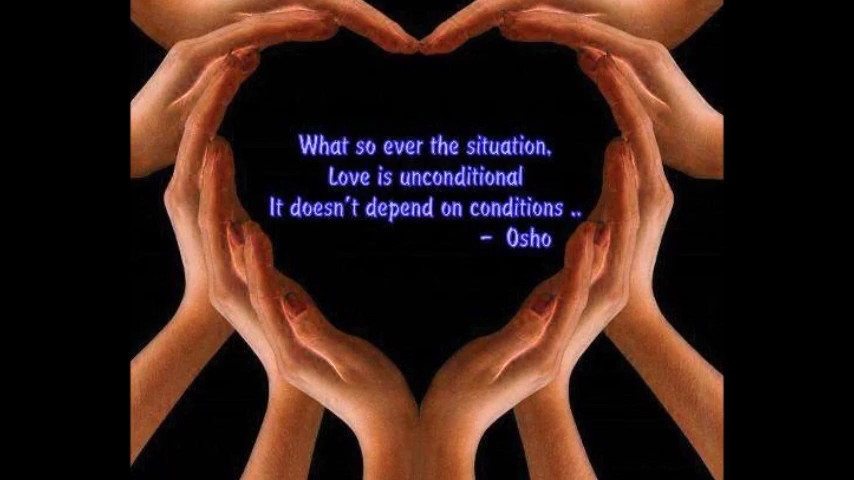 What so ever the situation,
Love is unconditional
It doesn't depend on conditions ..
- Osho